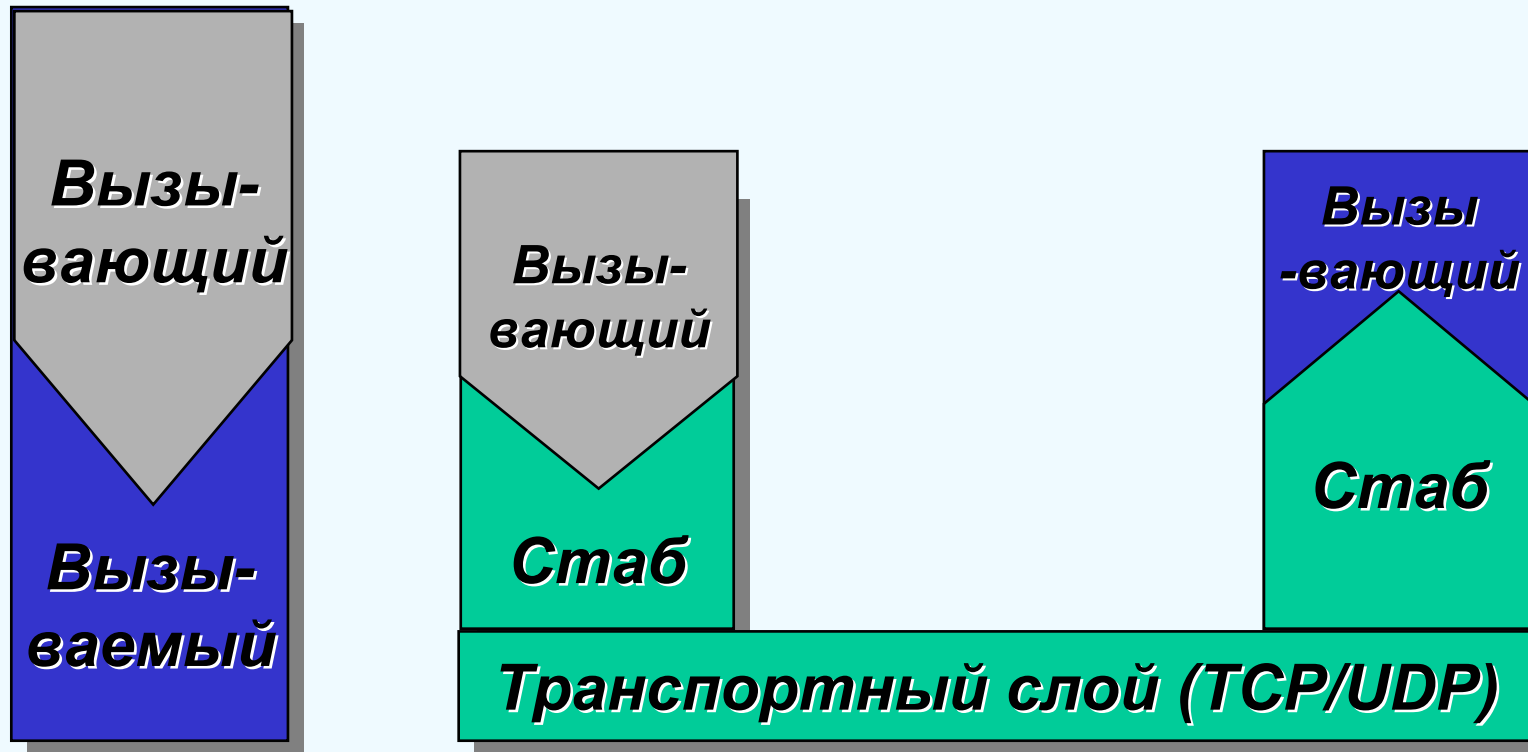 Вызы-
вающий
Вызы-
ваемый
Вызы-
вающий
Стаб
Вызы
-вающий
Стаб
Транспортный слой (TCP/UDP)